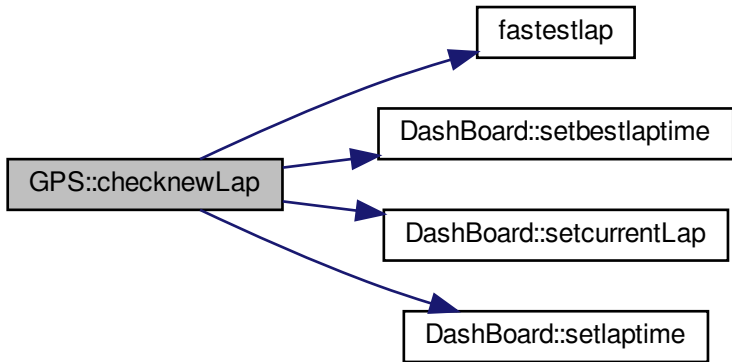 fastestlap
DashBoard::setbestlaptime
GPS::checknewLap
DashBoard::setcurrentLap
DashBoard::setlaptime